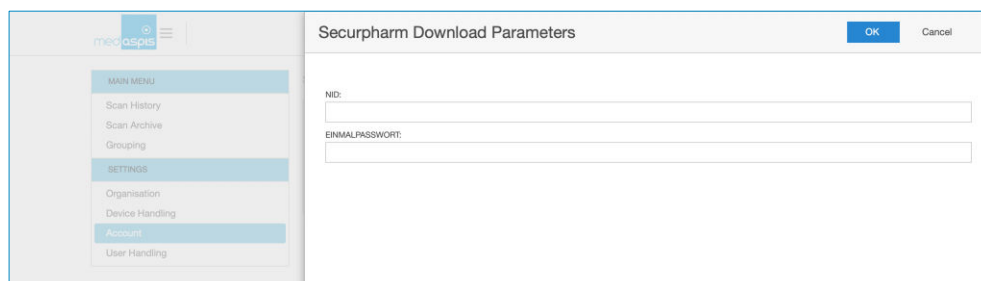 medaspis
Securpharm Download Parameters
OK
Cancel
MAIN MENU
Scan History
Scan Archive
Grouping
SETTINGS
Organisation
Device Handling
Account
User Handling
NID:
EINMALPASSWORT: